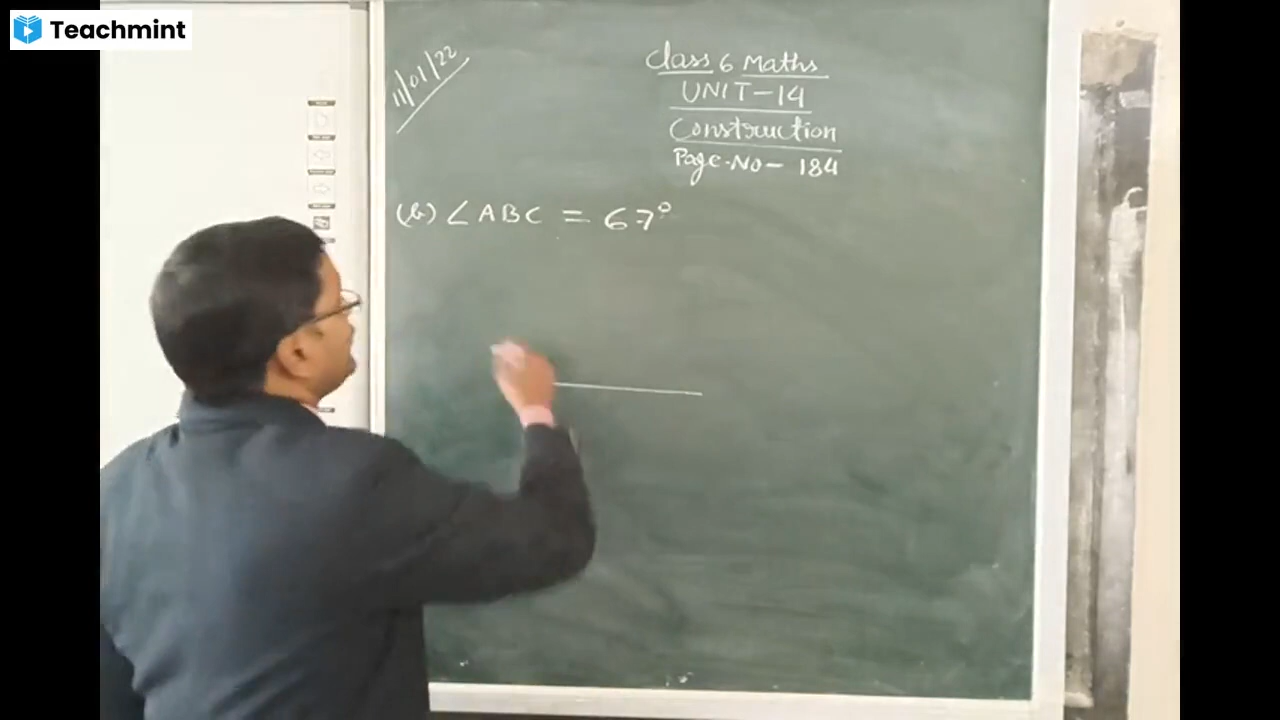 Teachmint
11/01/22
Class 6 Maths
UNIT-14
Construction
Page-No- 184
(b) ∠ABC = 67°